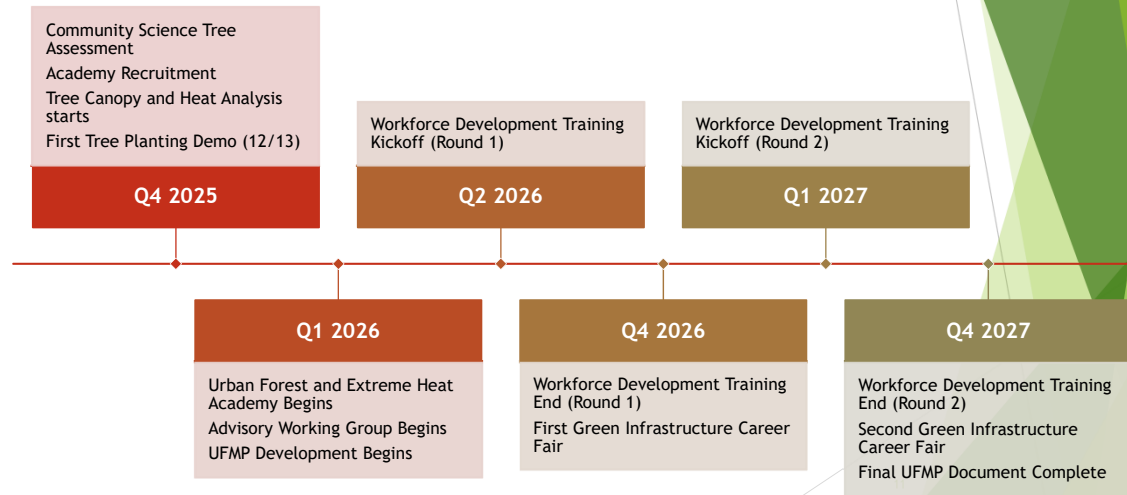 Community Science Tree
Assessment
Academy Recruitment
Tree Canopy and Heat Analysis
starts
First Tree Planting Demo (12/13)
Q4 2025
Workforce Development Training
Kickoff (Round 1)
Q2 2026
Workforce Development Training
Kickoff (Round 2)
Q1 2027
Q1 2026
Urban Forest and Extreme Heat
Academy Begins
Advisory Working Group Begins
UFMP Development Begins
Q4 2026
Workforce Development Training
End (Round 1)
First Green Infrastructure Career
Fair
Q4 2027
Workforce Development Training
End (Round 2)
Second Green Infrastructure
Career Fair
Final UFMP Document Complete